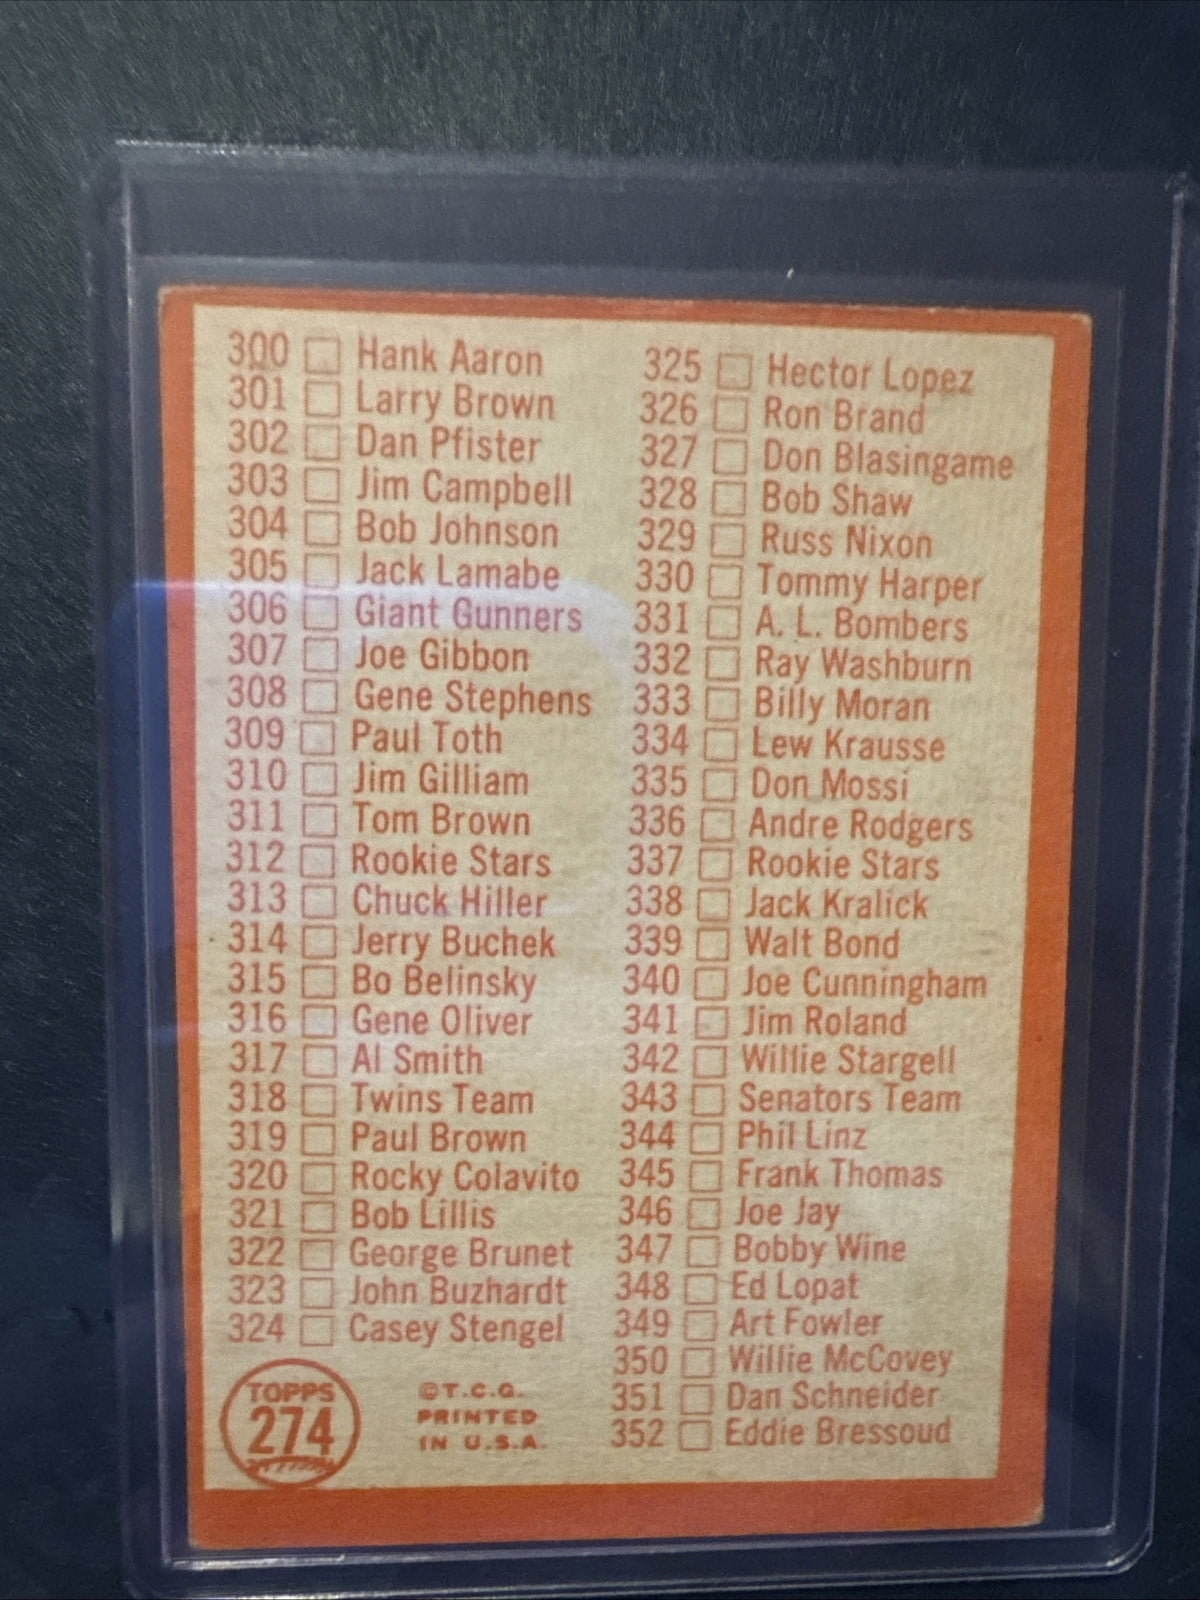 300 Hank Aaron
301 Larry Brown
302 Dan Pfister
303 Jim Campbell
304 Bob Johnson
305 Jack Lamabe
306 Giant Gunners
307 Joe Gibbon
308 Gene Stephens
309 Paul Toth
310 Jim Gilliam
311 Tom Brown
312 Rookie Stars
313 Chuck Hiller
314 Jerry Buchek
315 Bo Belinsky
316 Gene Oliver
317 Al Smith
318 Twins Team
319 Paul Brown
320 Rocky Colavito
321 Bob Lillis
322 George Brunet
323 John Buzhardt
324 Casey Stengel
TOPPS
274
©T.C.G.
PRINTED
IN U.S.A.
325 Hector Lopez
326 Ron Brand
327 Don Blasingame
328 Bob Shaw
329 Russ Nixon
330 Tommy Harper
331 A. L. Bombers
332 Ray Washburn
333 Billy Moran
334 Lew Krausse
335 Don Mossi
336 Andre Rodgers
337 Rookie Stars
338 Jack Kralick
339 Walt Bond
340 Joe Cunningham
341 Jim Roland
342 Willie Stargell
343 Senators Team
344 Phil Linz
345 Frank Thomas
346 Joe Jay
347 Bobby Wine
348 Ed Lopat
349 Art Fowler
350 Willie McCovey
351 Dan Schneider
352 Eddie Bressoud